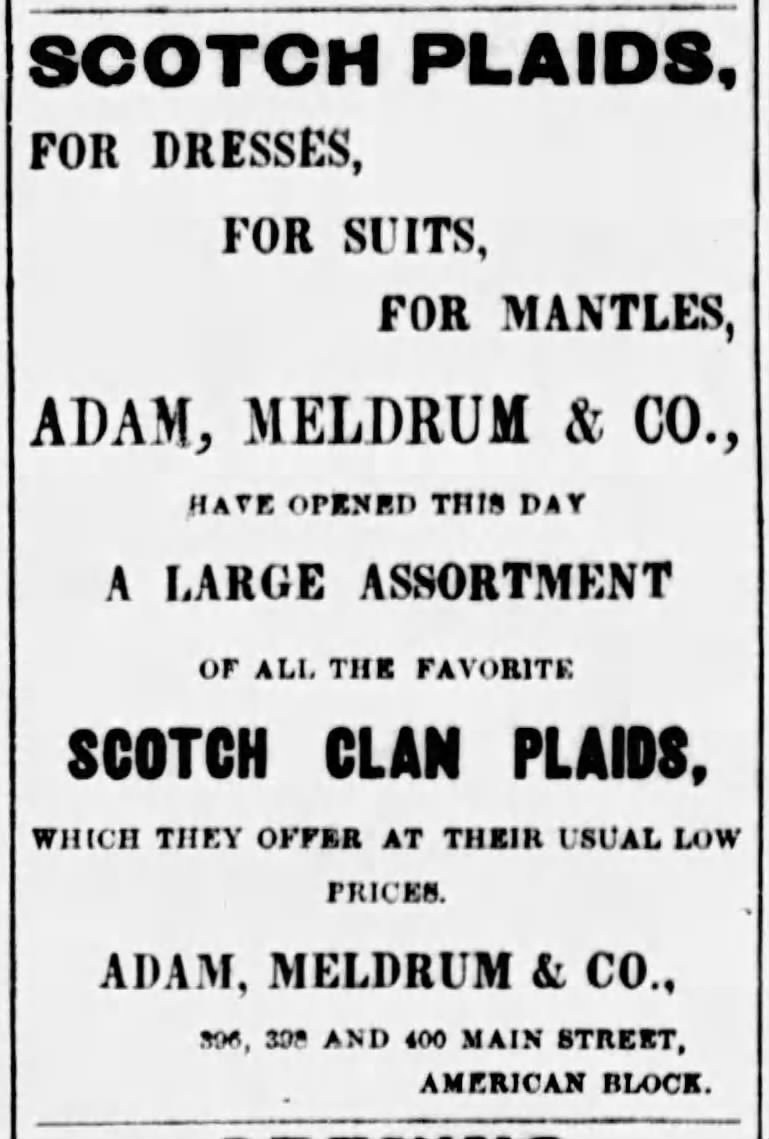 SCOTCH PLAIDS,
FOR DRESSES,
FOR SUITS,
FOR MANTLES,
ADAM, MELDRUM & CO.,
HAVE OPENED THIS DAY
A LARGE ASSORTMENT
OF ALL THE FAVORITE
SCOTCH CLAN PLAIDS,
WHICH THEY OFFER AT THEIR USUAL LOW
PRICES.
ADAM, MELDRUM & CO.,
396, 398 AND 400 MAIN STREET,
AMERICAN BLOCK.